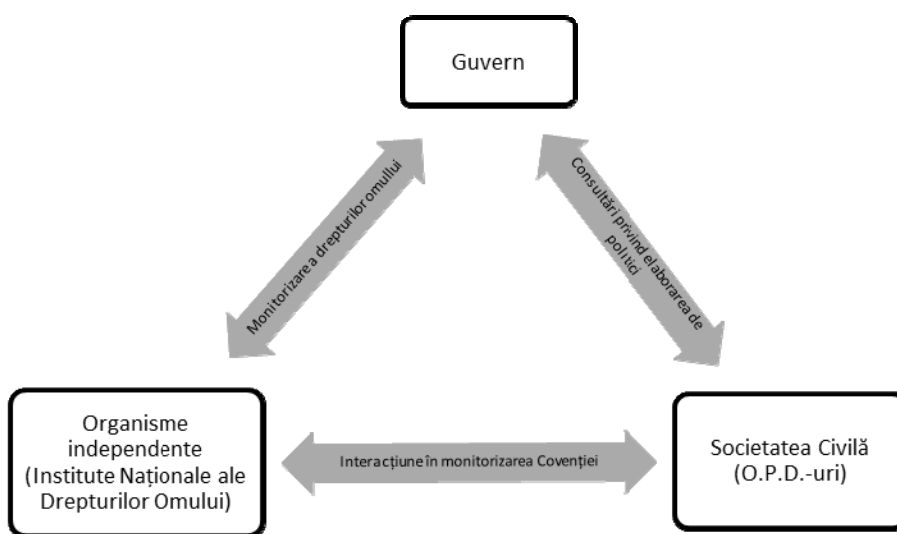 Guvern
Monitorizare a drepturilor omului
Consultări privind elaborarea de
politici
Organisme
independente
(Institute Naționale ale
Drepturilor Omului)
Interacțiune în monitorizarea Covenției
Societatea Civilă
(O.P.D.-uri)